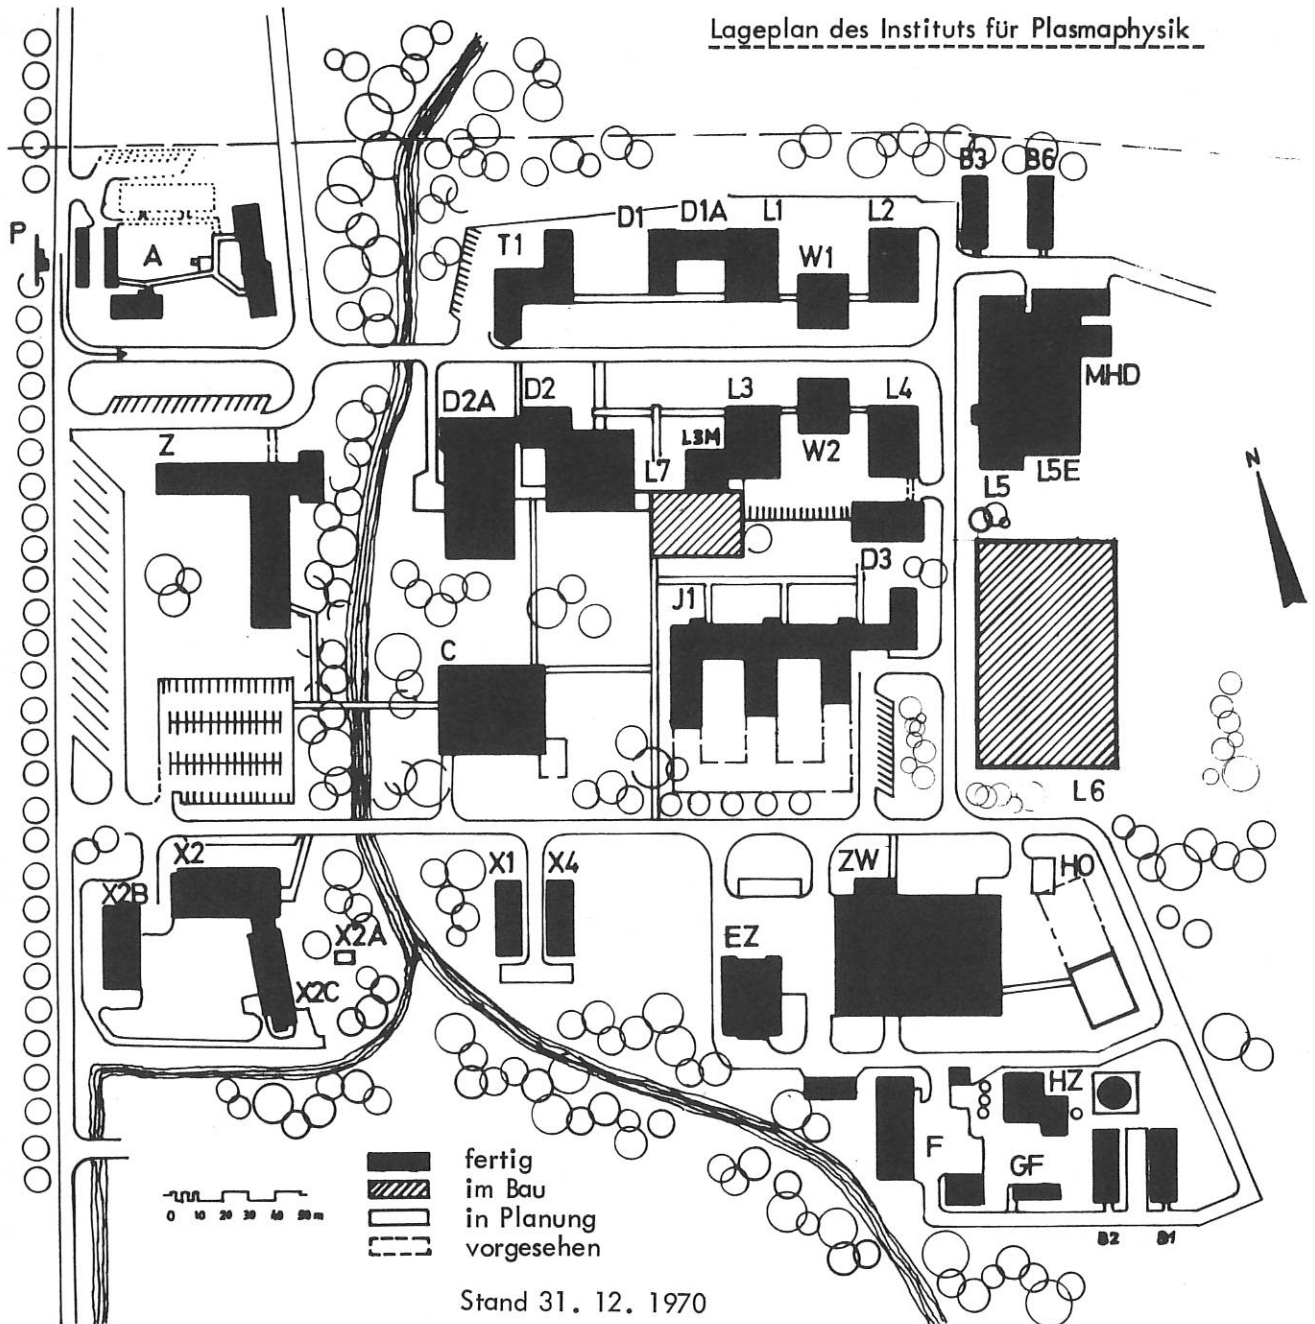 Lageplan des Instituts für Plasmaphysik
B3 B6
P
A
T1 D1 D1A L1 W1 L2
MHD
D2A D2 L3 L4
L3M
Z
L7 W2
L5 L5E
N
D3
J1
C
L6
X2 X1 X4 ZW HO
X2B
X2A EZ
X2C
HZ
F GF
B2 B1
0 10 20 30 40 50m
fertig
im Bau
in Planung
vorgesehen
Stand 31. 12. 1970